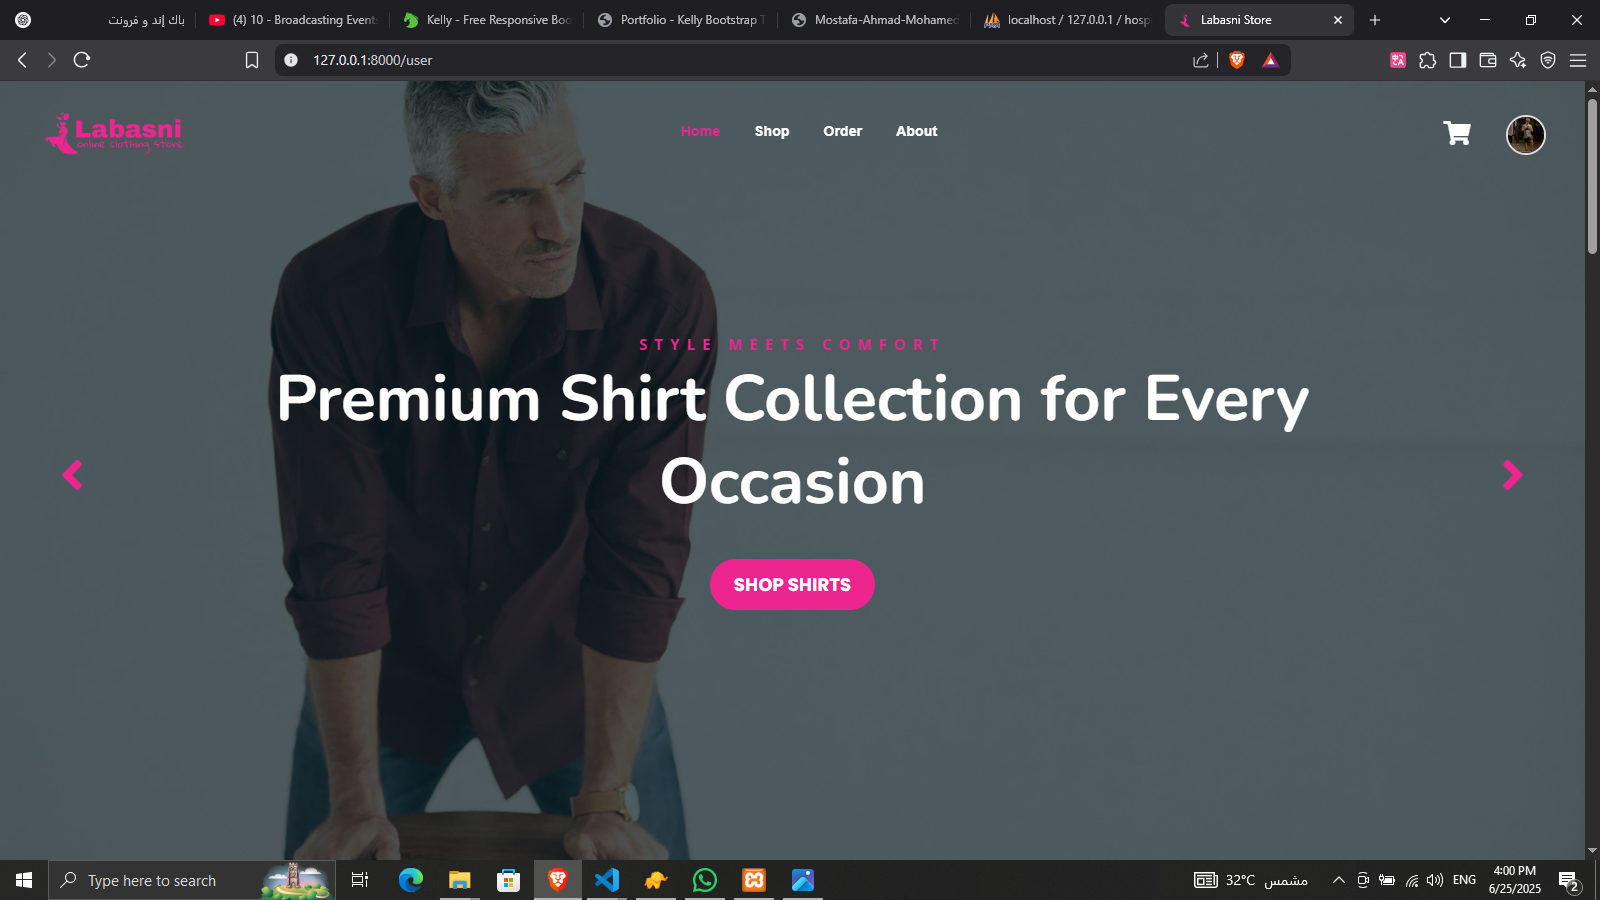 باك إند و فرونت
(4) 10 - Broadcasting Events
Kelly - Free Responsive Boo
Portfolio - Kelly Bootstrap T
Mostafa-Ahmad-Mohamed
localhost / 127.0.0.1 / hosp
Labasni Store
127.0.0.1:8000/user
Labasni
online clothing store
Home
Shop
Order
About
STYLE MEETS COMFORT
Premium Shirt Collection for Every
Occasion
SHOP SHIRTS
Type here to search
32°C مشمس
ENG
4:00 PM
6/25/2025
2